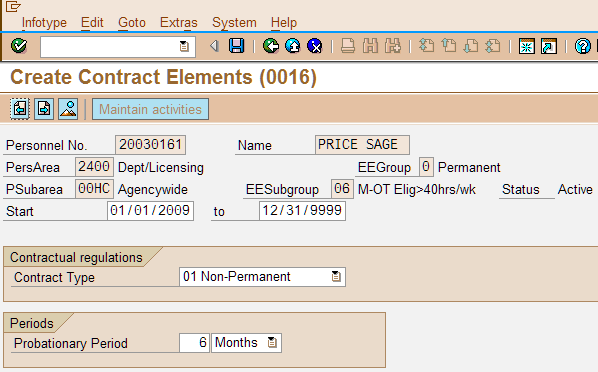 Infotype Edit Goto Extras System Help
Create Contract Elements (0016)
Maintain activities
Personnel No. 20030161 Name PRICE SAGE
PersArea 2400 Dept/Licensing EEGroup 0 Permanent
PSubarea 00HC Agencywide EESubgroup 06 M-OT Elig>40hrs/wk Status Active
Start 01/01/2009 to 12/31/9999
Contractual regulations
Contract Type 01 Non-Permanent
Periods
Probationary Period 6 Months